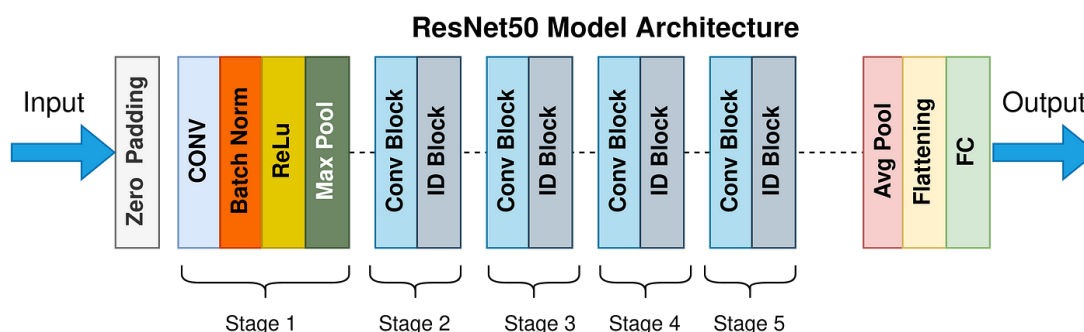 ResNet50 Model Architecture
Input
Zero Padding
CONV
Batch Norm
ReLu
Max Pool
Conv Block
ID Block
Conv Block
ID Block
Conv Block
ID Block
Conv Block
ID Block
Avg Pool
Flattening
FC
Output
Stage 1
Stage 2
Stage 3
Stage 4
Stage 5